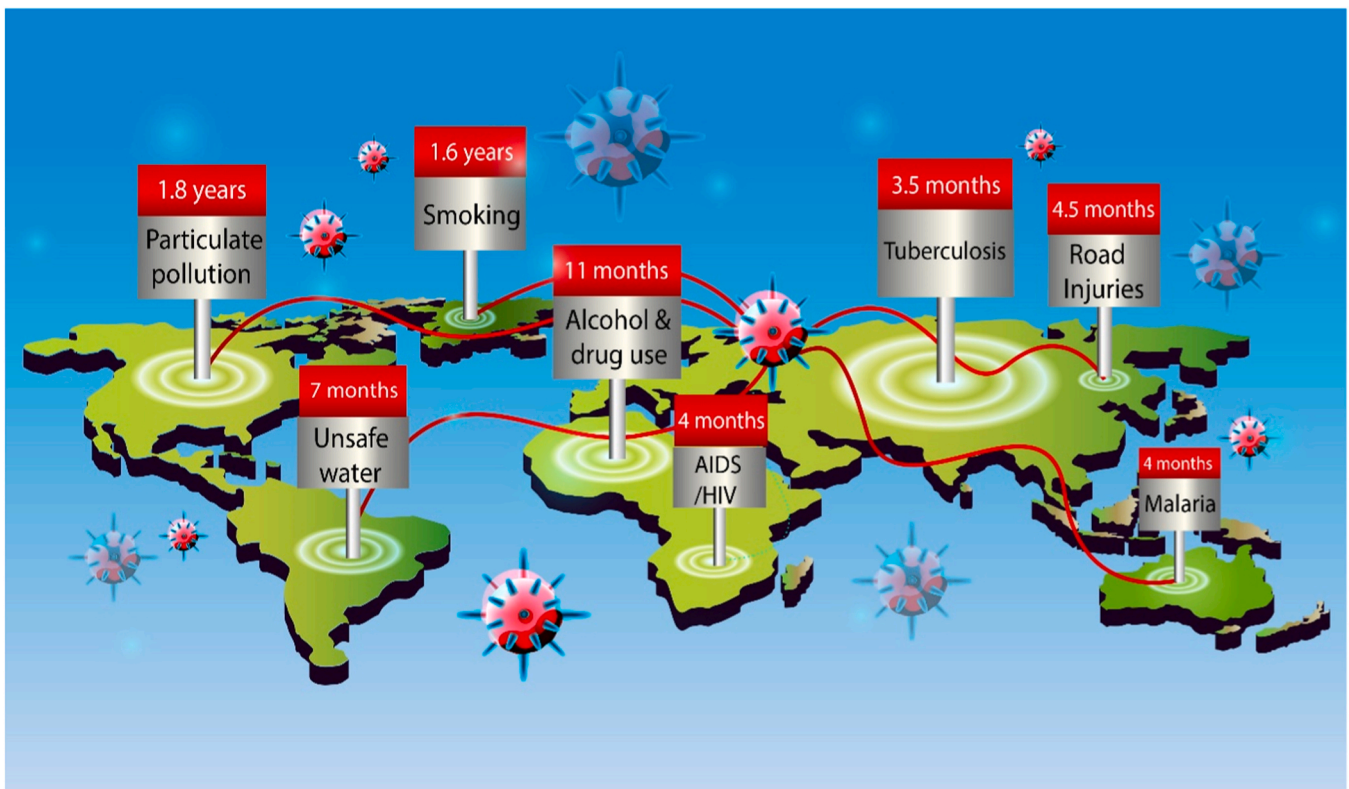 1.8 years
Particulate
pollution
1.6 years
Smoking
11 months
Alcohol &
drug use
3.5 months
Tuberculosis
4.5 months
Road
Injuries
7 months
Unsafe
water
4 months
AIDS
/HIV
4 months
Malaria